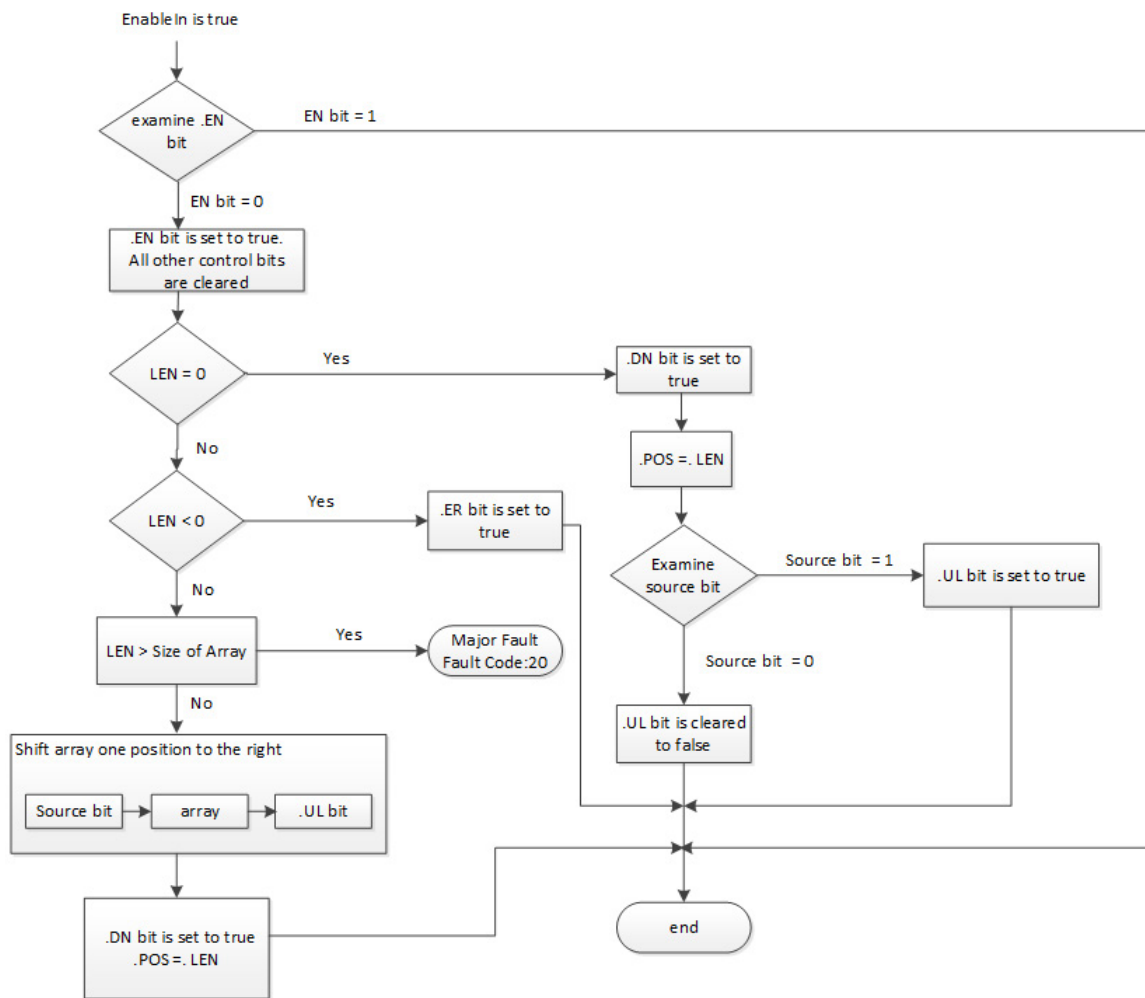 EnableIn is true
examine .EN
bit
EN bit = 1
EN bit = 0
.EN bit is set to true.
All other control bits
are cleared
LEN = 0
Yes
.DN bit is set to
true
No
.POS =. LEN
LEN < 0
Yes
.ER bit is set to
true
Examine
source bit
Source bit = 1
.UL bit is set to true
No
LEN > Size of Array
Yes
Major Fault
Fault Code:20
Source bit = 0
No
.UL bit is cleared
to false
Shift array one position to the right
Source bit
array
.UL bit
.DN bit is set to true
.POS =. LEN
end